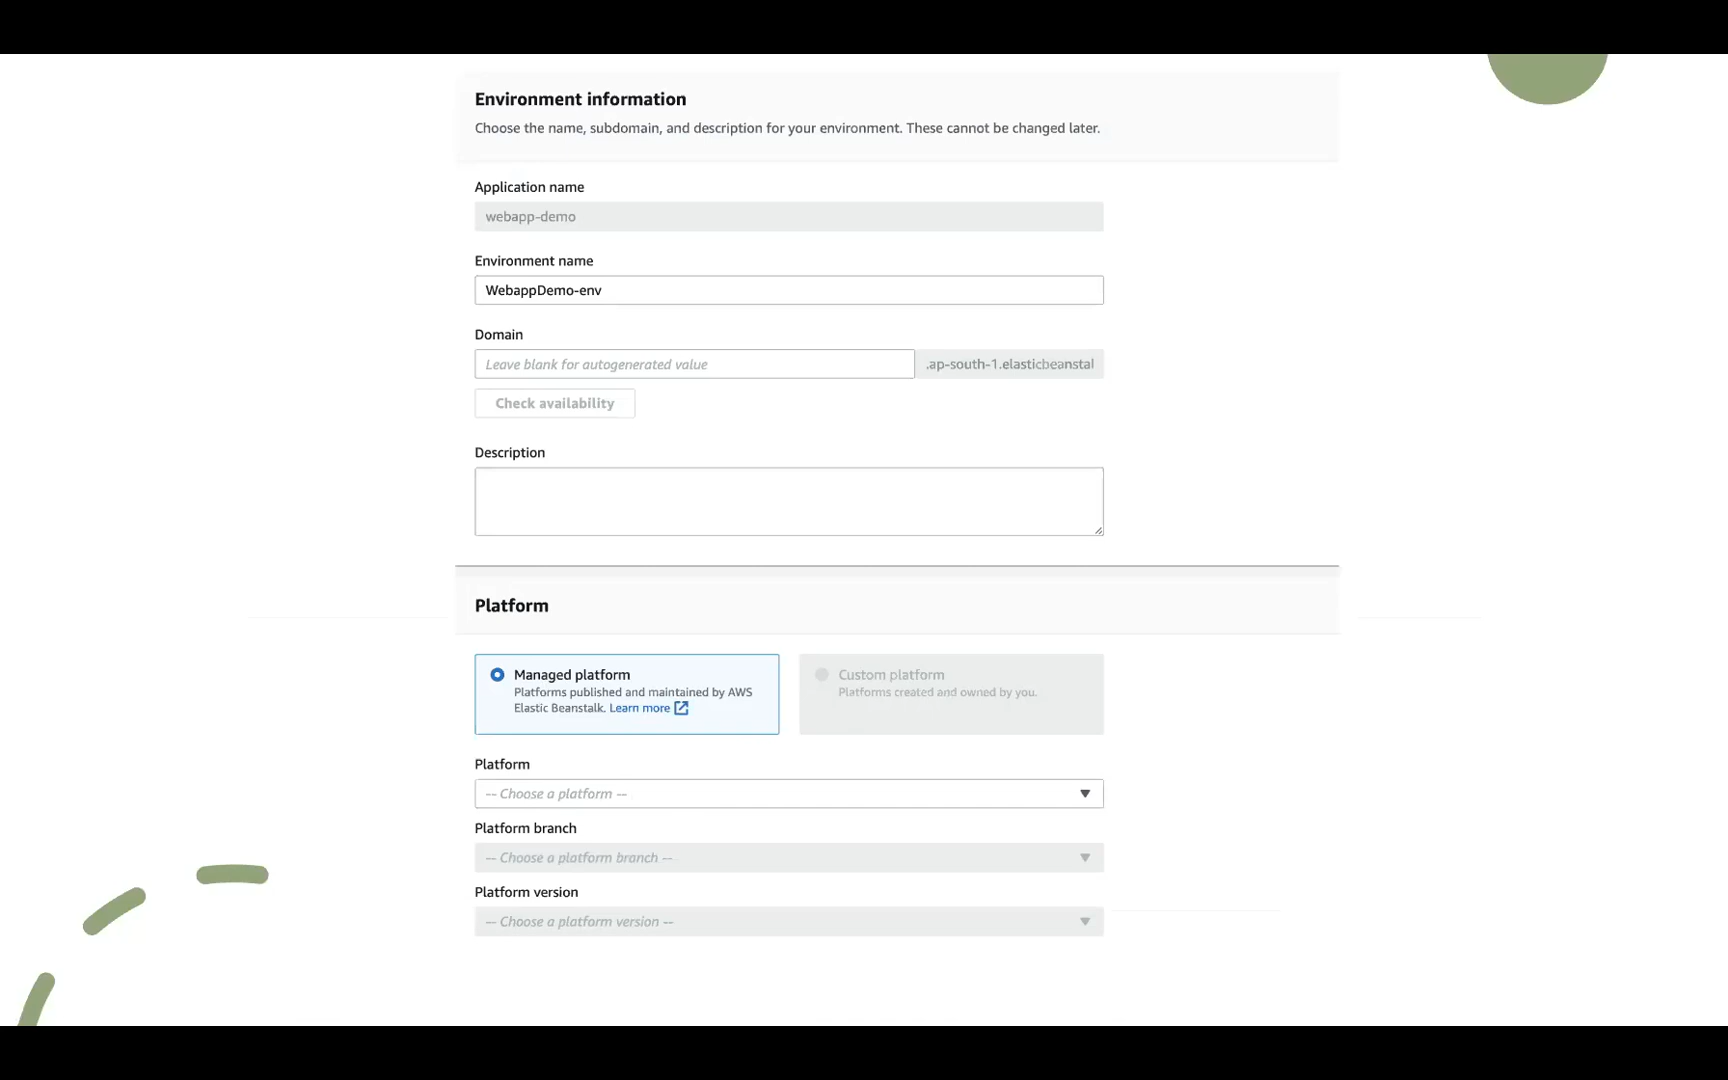 Environment information
Choose the name, subdomain, and description for your environment. These cannot be changed later.
Application name
webapp-demo
Environment name
WebappDemo-env
Domain
Leave blank for autogenerated value
.ap-south-1.elasticbeanstal
Check availability
Description
Platform
Managed platform
Platforms published and maintained by AWS
Elastic Beanstalk. Learn more
Custom platform
Platforms created and owned by you.
Platform
-- Choose a platform --
Platform branch
-- Choose a platform branch --
Platform version
-- Choose a platform version --